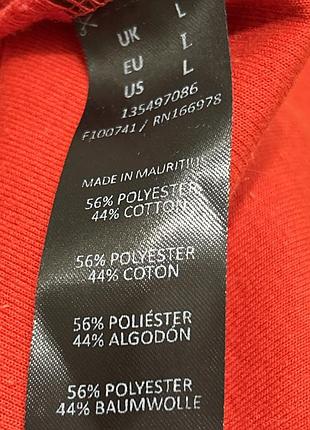 UK L
EU L
US L
135497086
F100741 / RN166978
MADE IN MAURITIUS
56% POLYESTER
44% COTTON
56% POLYESTER
44% COTON
56% POLIÉSTER
44% ALGODÓN
56% POLYESTER
44% BAUMWOLLE